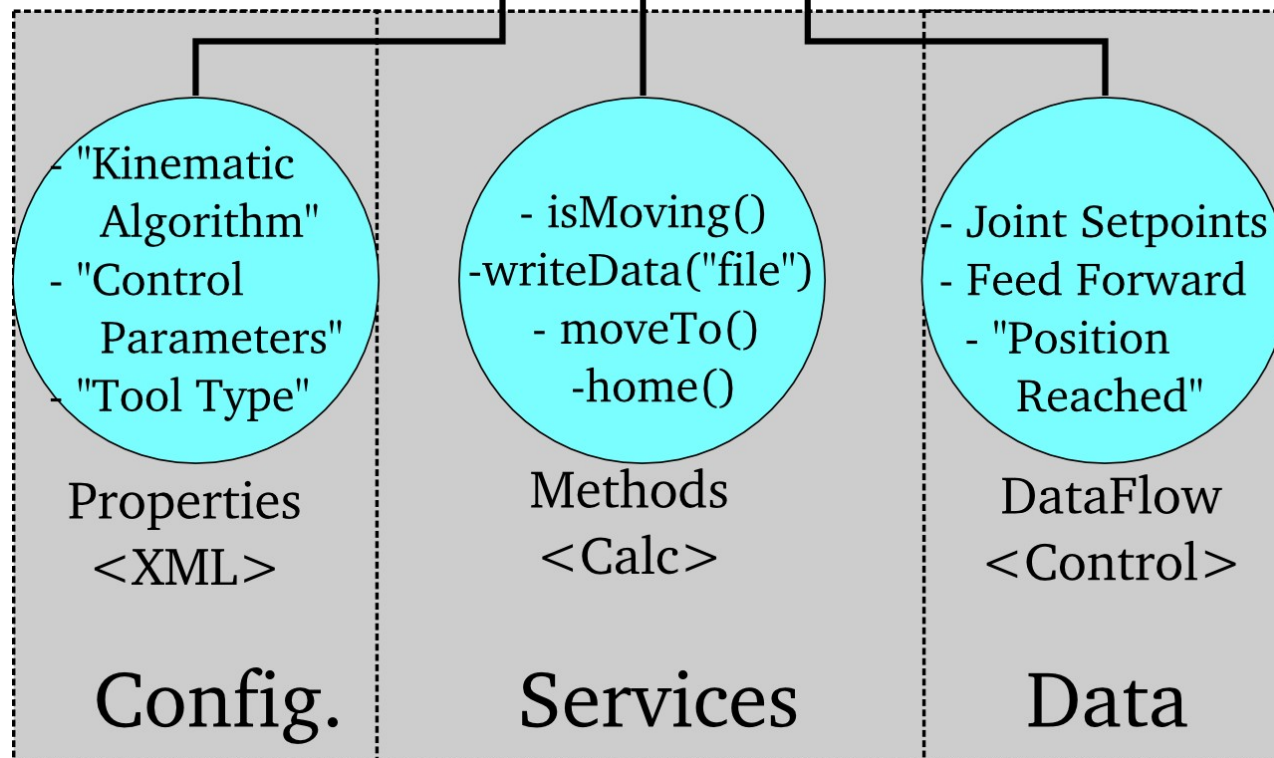 - "Kinematic
Algorithm"
- "Control
Parameters"
- "Tool Type"
Properties
<XML>
Config.
- isMoving()
-writeData("file")
- moveTo()
-home()
Methods
<Calc>
Services
- Joint Setpoints
- Feed Forward
- "Position
Reached"
DataFlow
<Control>
Data